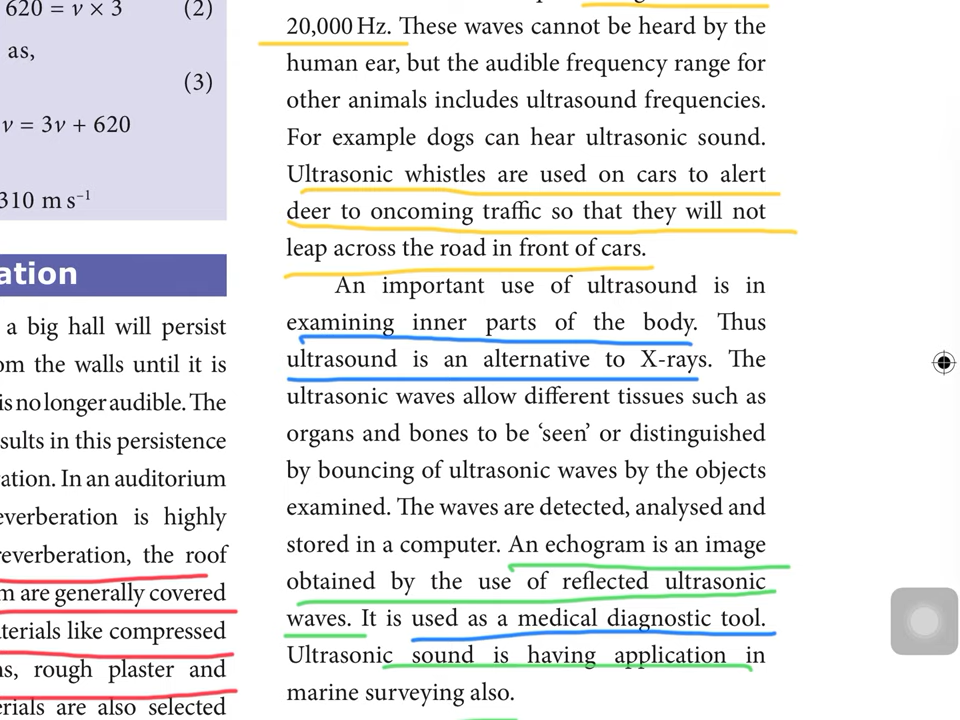 620 = v × 3 (2)
as,
(3)
v = 3v + 620
310 m s⁻¹
ation
a big hall will persist
om the walls until it is
is no longer audible. The
sults in this persistence
ation. In an auditorium
everberation is highly
reverberation, the roof
m are generally covered
terials like compressed
ns, rough plaster and
erials are also selected
20,000 Hz. These waves cannot be heard by the
human ear, but the audible frequency range for
other animals includes ultrasound frequencies.
For example dogs can hear ultrasonic sound.
Ultrasonic whistles are used on cars to alert
deer to oncoming traffic so that they will not
leap across the road in front of cars.
An important use of ultrasound is in
examining inner parts of the body. Thus
ultrasound is an alternative to X-rays. The
ultrasonic waves allow different tissues such as
organs and bones to be ‘seen’ or distinguished
by bouncing of ultrasonic waves by the objects
examined. The waves are detected, analysed and
stored in a computer. An echogram is an image
obtained by the use of reflected ultrasonic
waves. It is used as a medical diagnostic tool.
Ultrasonic sound is having application in
marine surveying also.